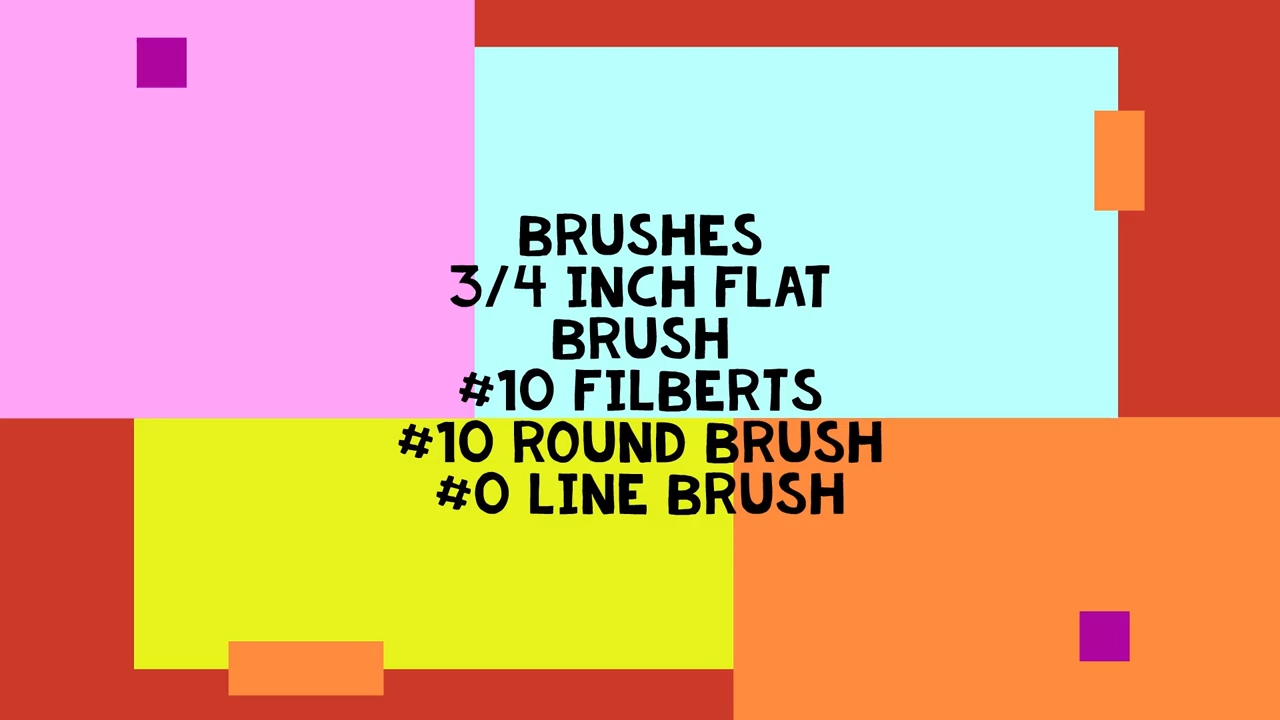 BRUSHES
3/4 INCH FLAT
BRUSH
#10 FILBERTS
#10 ROUND BRUSH
#0 LINE BRUSH